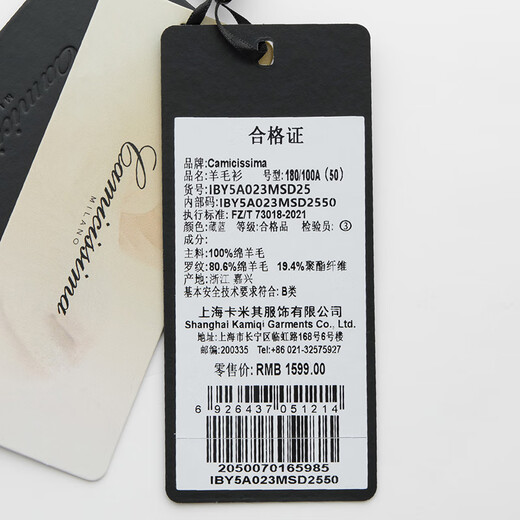 Camicissima
MILANO
合格证
品牌: Camicissima
品名: 羊毛衫 号型: 180/100A (50)
货号: IBY5A023MSD25
内部码: IBY5A023MSD2550
执行标准: FZ/T 73018-2021
颜色: 藏蓝 等级: 合格品 检验员: ③
成分:
主料: 100%绵羊毛
罗纹: 80.6%绵羊毛 19.4%聚酯纤维
产地: 浙江 嘉兴
基本安全技术要求符合: B类
上海卡米其服饰有限公司
Shanghai Kamiqi Garments Co., Ltd.
地址: 上海市长宁区临虹路168号6号楼
邮编: 200335 Tel:+86 021-32575927
零售价: RMB 1599.00
6 926437 051214
2050070165985
IBY5A023MSD2550